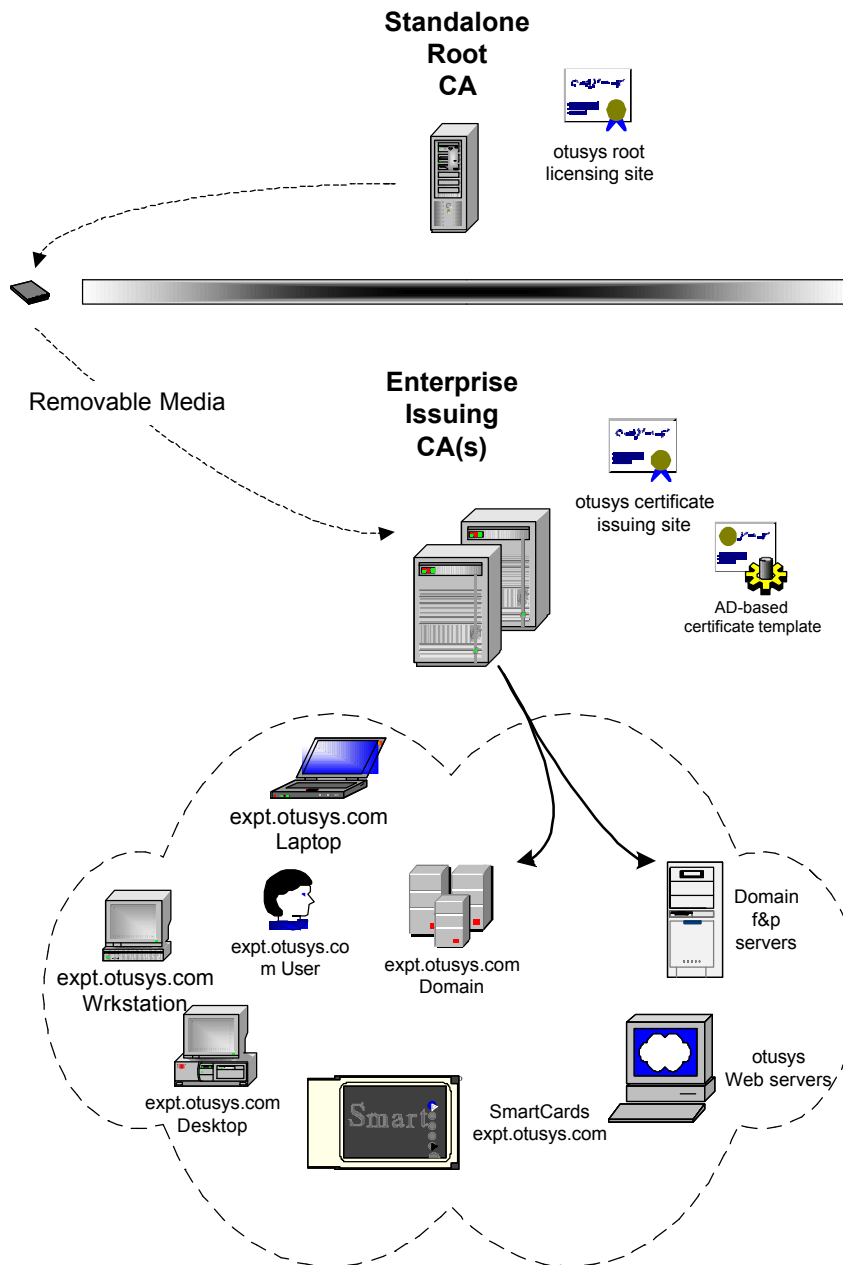 Standalone
Root
CA
otusys root
licensing site
Removable Media
Enterprise
Issuing
CA(s)
otusys certificate
issuing site
AD-based
certificate template
expt.otusys.com
Laptop
expt.otusys.co
m User
expt.otusys.com
Domain
Domain
f&p
servers
expt.otusys.com
Wrkstation
expt.otusys.com
Desktop
Smart
SmartCards
expt.otusys.com
otusys
Web servers